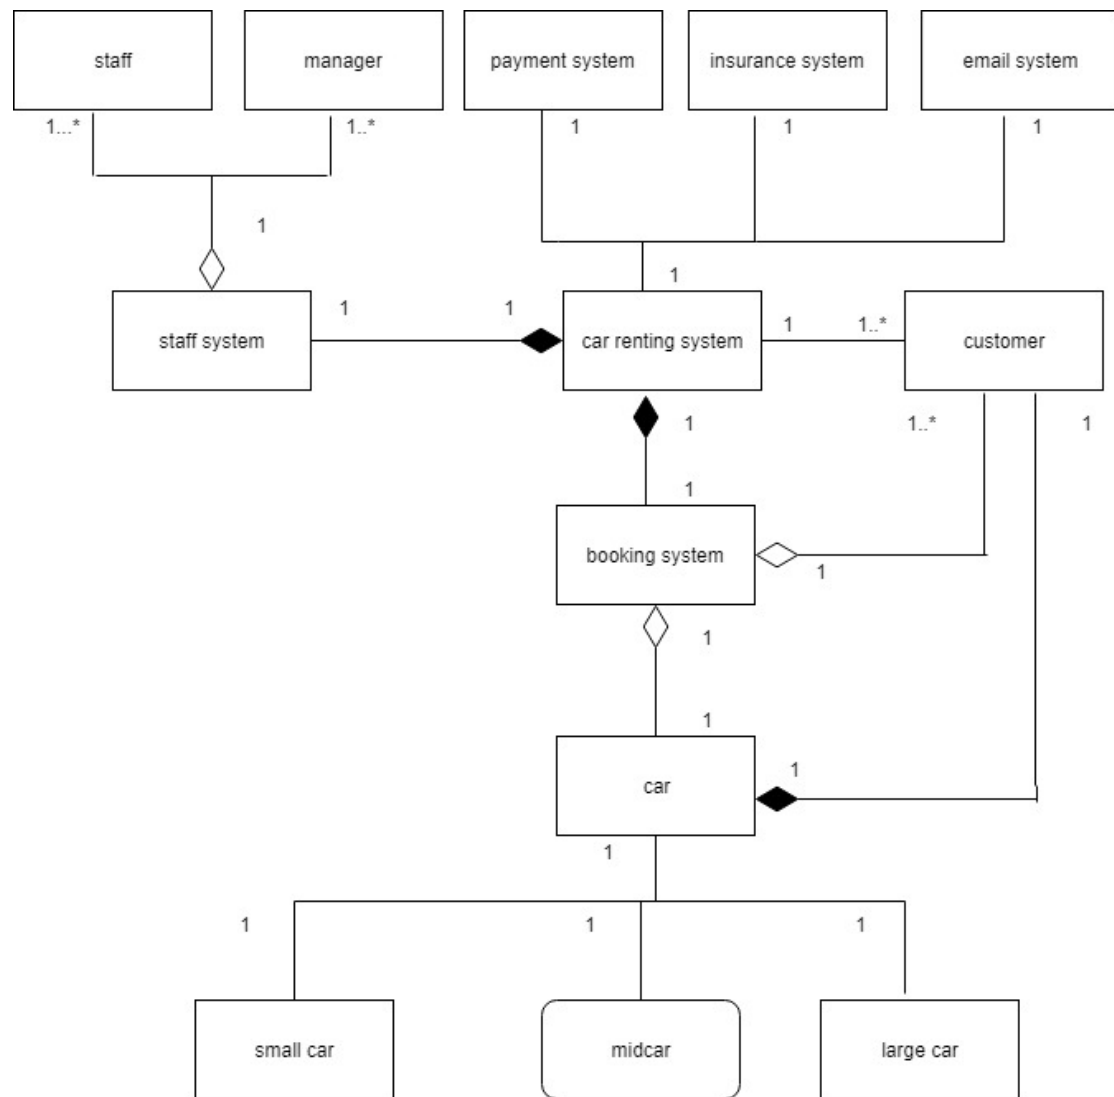 staff
manager
payment system
insurance system
email system
1...*
1..*
1
1
1
1
1
1
1
1
1..*
staff system
car renting system
customer
1
1..*
1
1
booking system
1
1
1
car
1
1
1
1
1
small car
midcar
large car